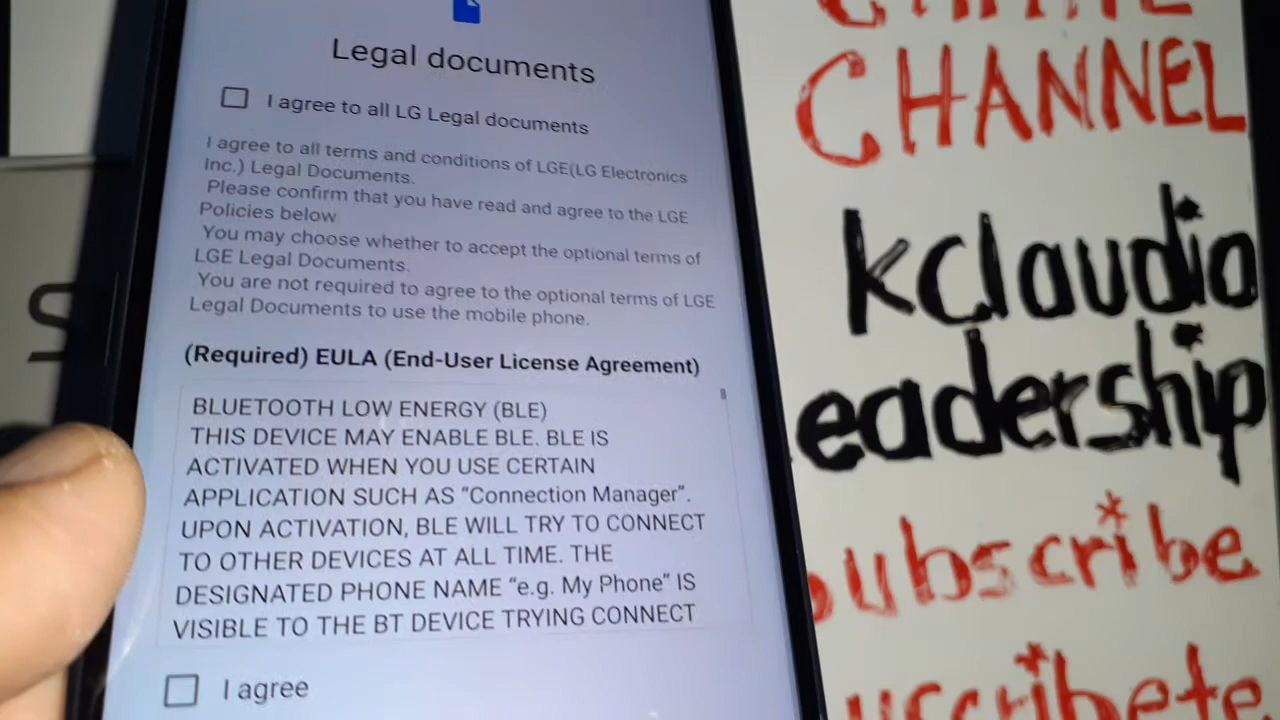 Legal documents
I agree to all LG Legal documents
I agree to all terms and conditions of LGE(LG Electronics
Inc.) Legal Documents.
Please confirm that you have read and agree to the LGE
Policies below
You may choose whether to accept the optional terms of
LGE Legal Documents.
You are not required to agree to the optional terms of LGE
Legal Documents to use the mobile phone.
(Required) EULA (End-User License Agreement)
BLUETOOTH LOW ENERGY (BLE)
THIS DEVICE MAY ENABLE BLE. BLE IS
ACTIVATED WHEN YOU USE CERTAIN
APPLICATION SUCH AS “Connection Manager”.
UPON ACTIVATION, BLE WILL TRY TO CONNECT
TO OTHER DEVICES AT ALL TIME. THE
DESIGNATED PHONE NAME “e.g. My Phone” IS
VISIBLE TO THE BT DEVICE TRYING CONNECT
I agree
CHANNEL
kclaudio
eadership
ubscribe